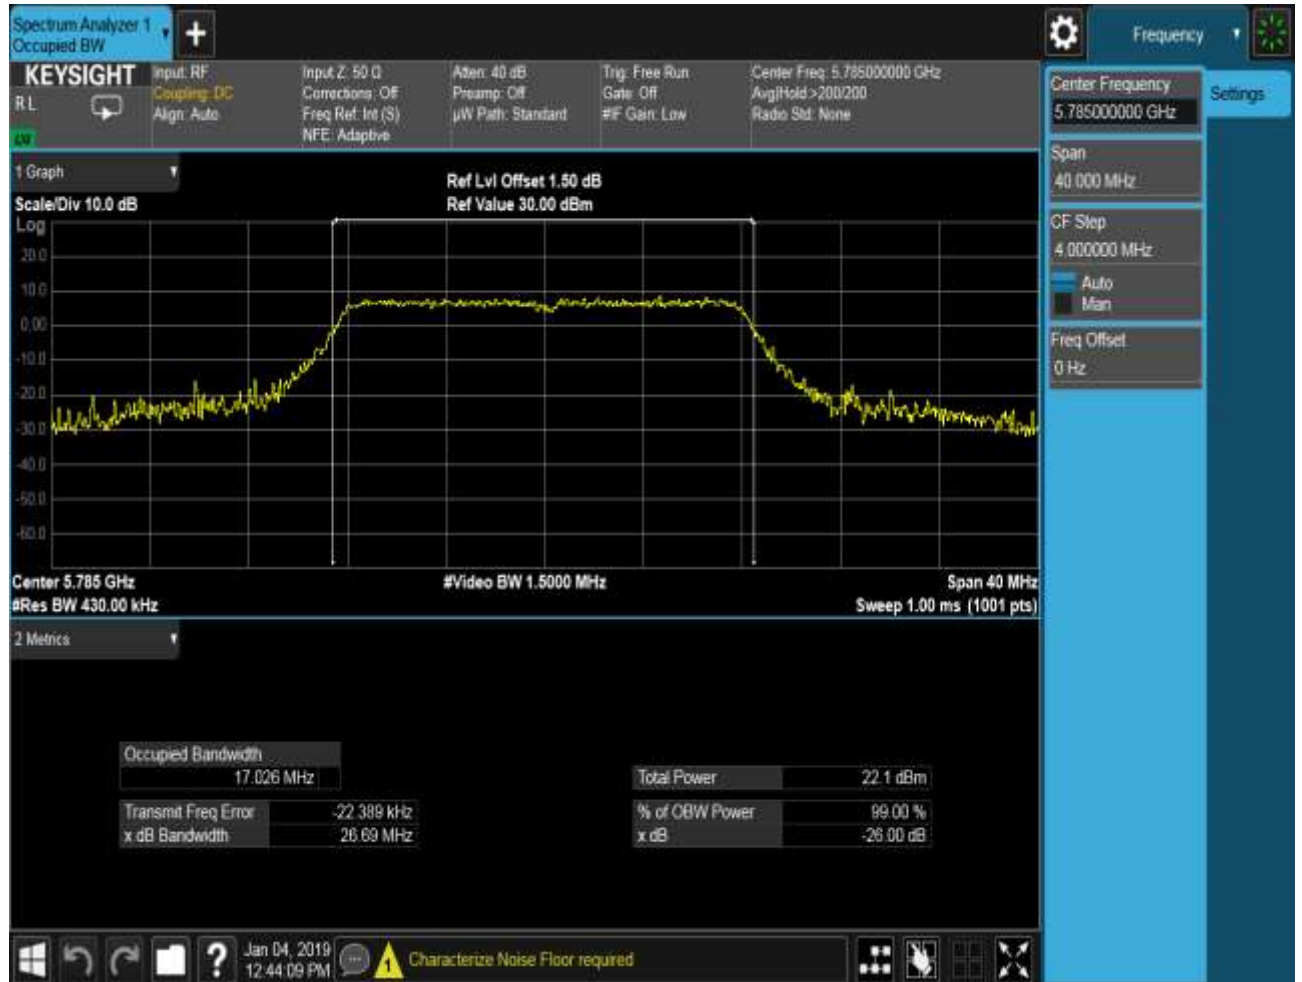 Spectrum Analyzer 1
Occupied BW
Frequency
KEYSIGHT
RL
Input: RF
Coupling: DC
Align: Auto
Input Z: 50 Ω
Corrections: Off
Freq Ref: Int (S)
NFE: Adaptive
Atten: 40 dB
Preamp: Off
µW Path: Standard
Trig: Free Run
Gate: Off
#IF Gain: Low
Center Freq: 5.785000000 GHz
Avg|Hold:>200/200
Radio Std: None
Center Frequency
5.785000000 GHz
Settings
Span
40.000 MHz
CF Step
4.000000 MHz
Auto
Man
Freq Offset
0 Hz
1 Graph
Scale/Div 10.0 dB
Ref Lvl Offset 1.50 dB
Ref Value 30.00 dBm
Log
20.0
10.0
0.00
-10.0
-20.0
-30.0
-40.0
-50.0
-60.0
Center 5.785 GHz
#Video BW 1.5000 MHz
Span 40 MHz
#Res BW 430.00 kHz
Sweep 1.00 ms (1001 pts)
2 Metrics
Occupied Bandwidth
17.026 MHz
Total Power 22.1 dBm
Transmit Freq Error -22.389 kHz
% of OBW Power 99.00 %
x dB Bandwidth 26.69 MHz
x dB -26.00 dB
Jan 04, 2019
12:44:09 PM
1
Characterize Noise Floor required